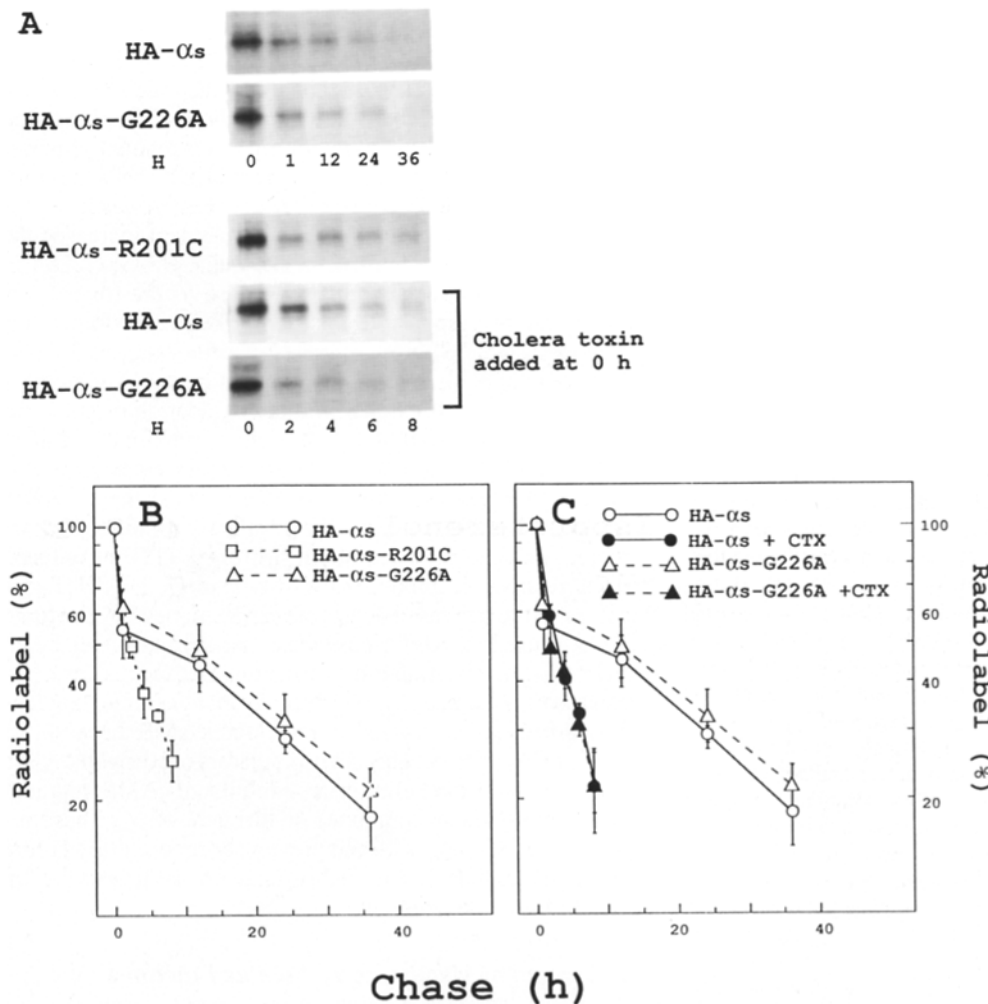 A
HA-αs
HA-αs-G226A
H 0 1 12 24 36
HA-αs-R201C
HA-αs
HA-αs-G226A
Cholera toxin
added at 0 h
H 0 2 4 6 8
B
HA-αs
HA-αs-R201C
HA-αs-G226A
Radiolabel (%)
100
60
40
20
0 20 40
C
HA-αs
HA-αs + CTX
HA-αs-G226A
HA-αs-G226A +CTX
100
80
60
40
20
Radiolabel (%)
0 20 40
Chase (h)